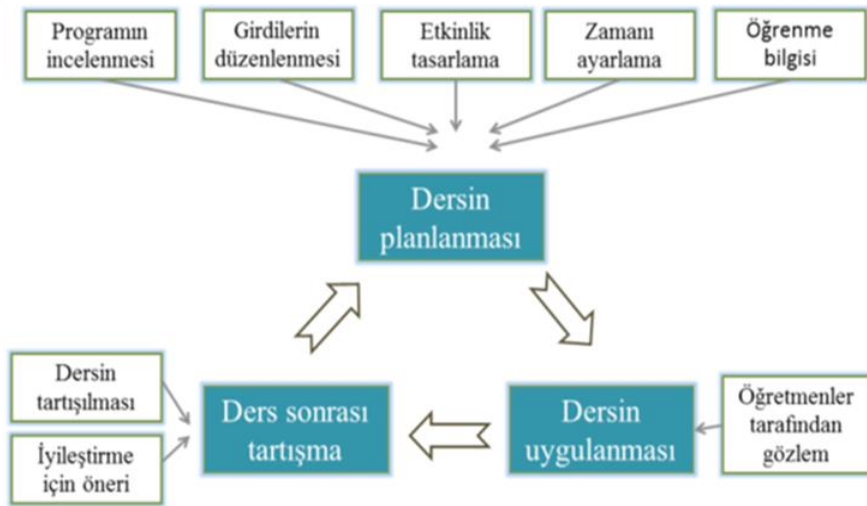 Programın
incelenmesi
Girdilerin
düzenlenmesi
Etkinlik
tasarlama
Zamanı
ayarlama
Öğrenme
bilgisi
Dersin
planlanması
Dersin
tartışılması
İyileştirme
için öneri
Ders sonrası
tartışma
Dersin
uygulanması
Öğretmenler
tarafından
gözlem